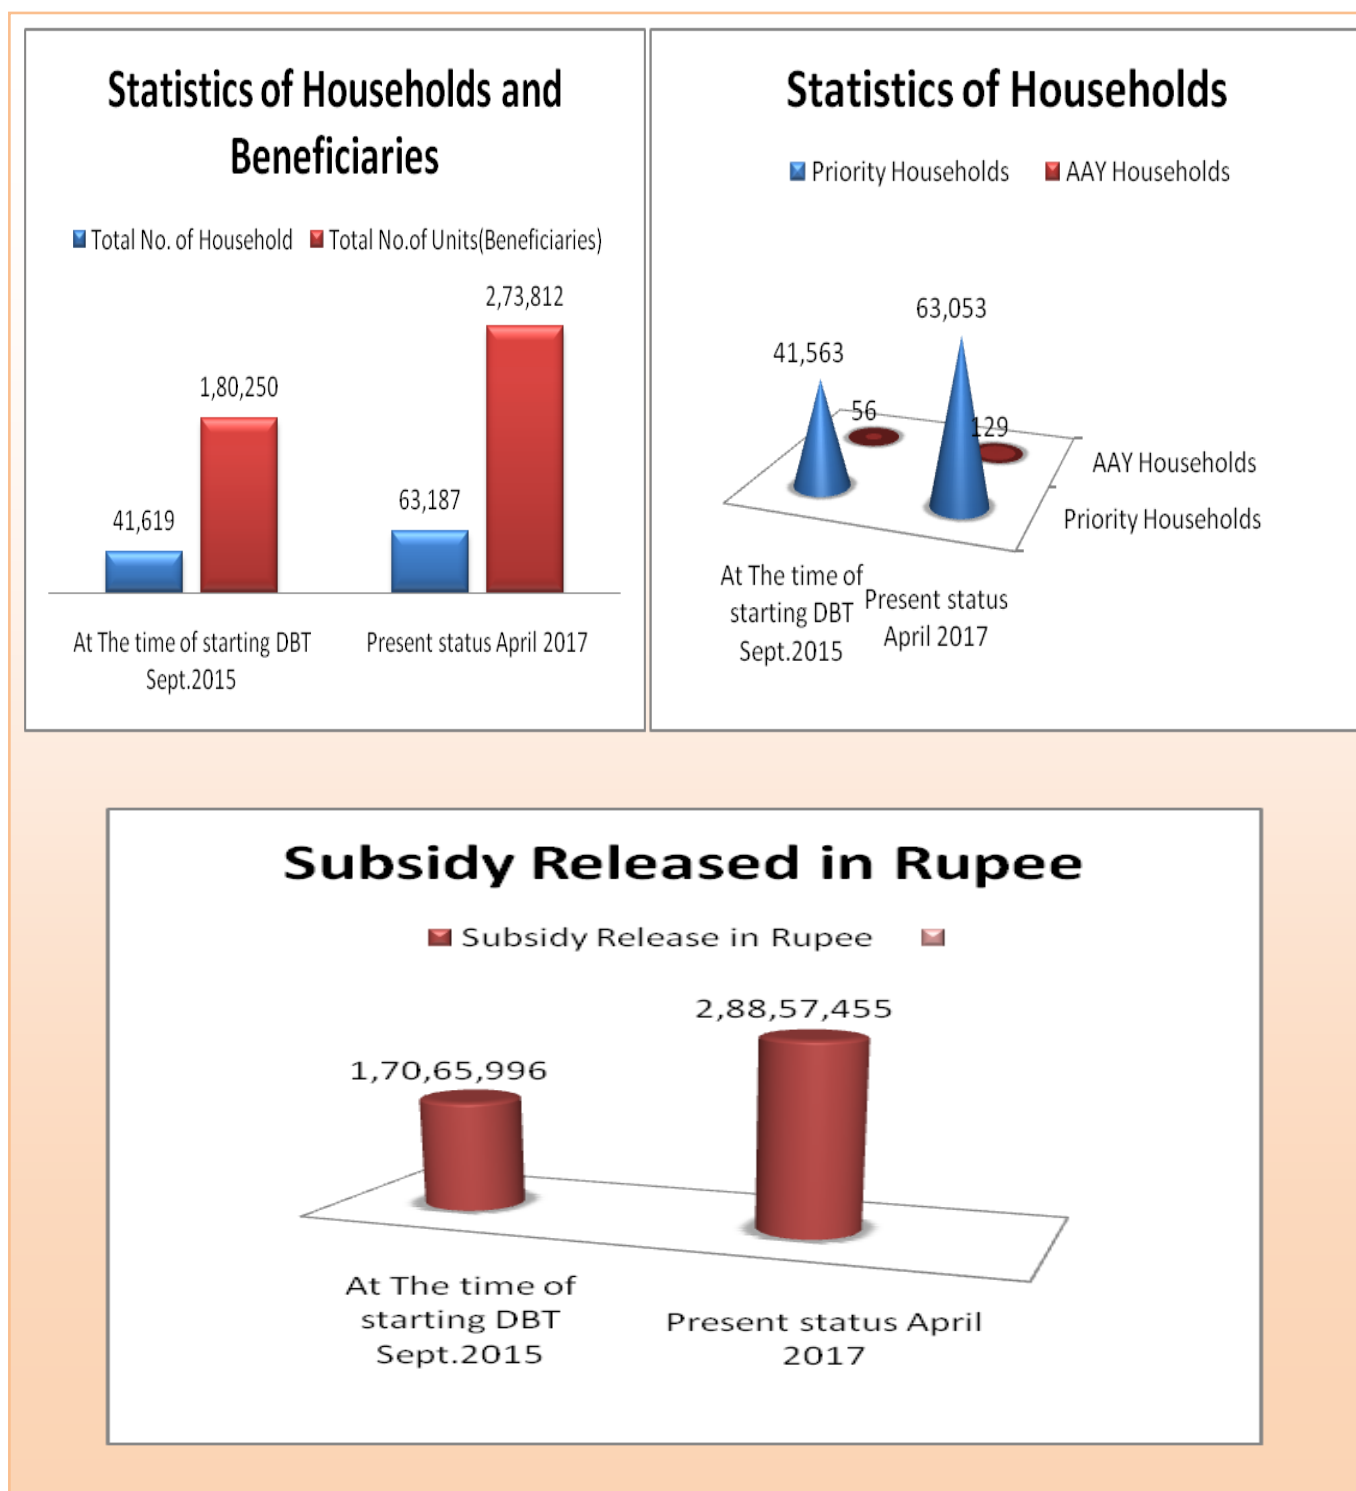 Statistics of Households and
Beneficiaries
Total No. of Household Total No.of Units(Beneficiaries)
2,73,812
1,80,250
63,187
41,619
At The time of starting DBT
Sept.2015
Present status April 2017
Statistics of Households
Priority Households AAY Households
63,053
41,563
56
129
AAY Households
Priority Households
At The time of
starting DBT
Sept.2015
Present status
April 2017
Subsidy Released in Rupee
Subsidy Release in Rupee
2,88,57,455
1,70,65,996
At The time of
starting DBT
Sept.2015
Present status April
2017